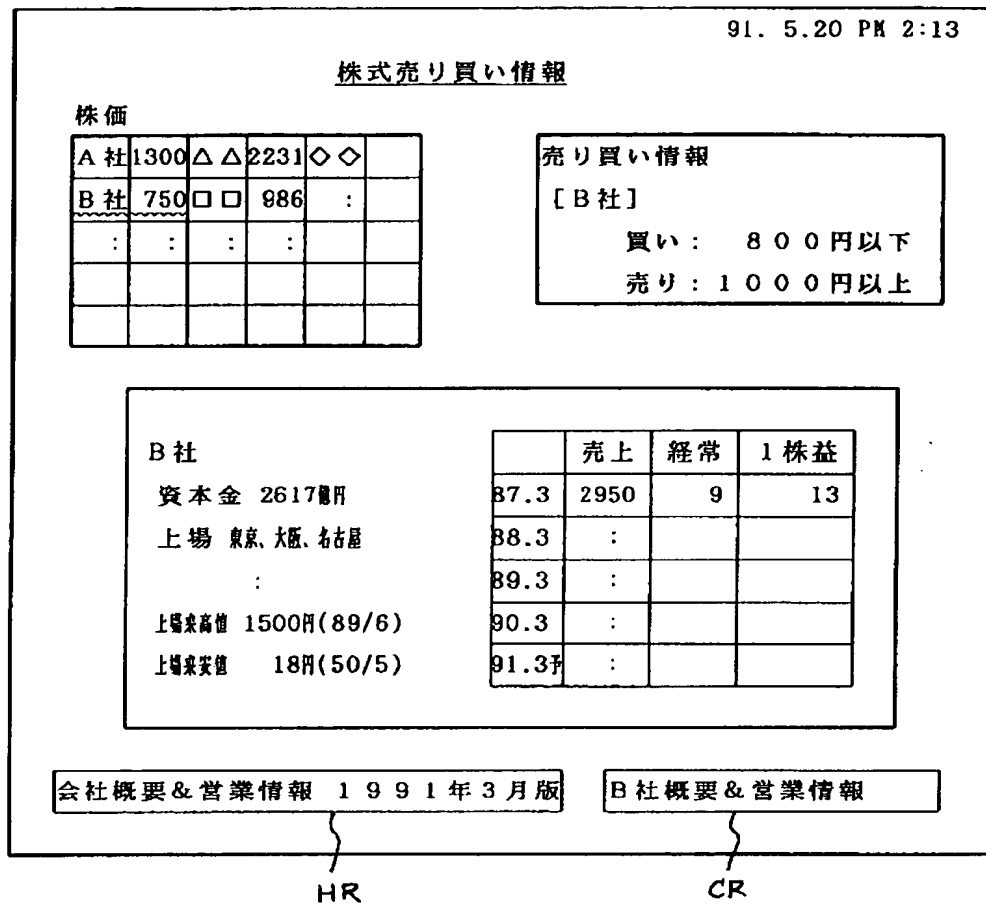 91. 5.20 PM 2:13
株式売り買い情報
株価
A社 1300 △△ 2231 ◇◇
B社 750 □□ 986 :
: : : :
売り買い情報
[B社]
買い: 800円以下
売り:1000円以上
B社
資本金 2617億円
上場 東京、大阪、名古屋
:
上場来高値 1500円(89/6)
上場来安値 18円(50/5)
売上 経常 1株益
87.3 2950 9 13
88.3 :
89.3 :
90.3 :
91.3予 :
会社概要&営業情報 1991年3月版
B社概要&営業情報
HR
CR